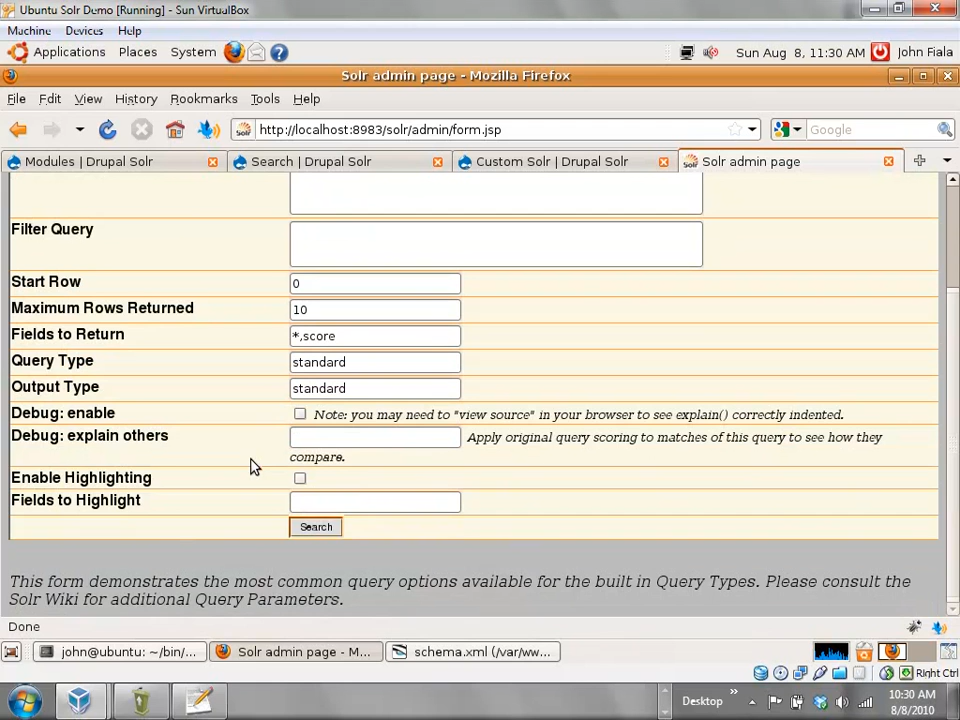 Ubuntu Solr Demo [Running] - Sun VirtualBox
Machine Devices Help
Applications Places System Sun Aug 8, 11:30 AM John Fiala
Solr admin page - Mozilla Firefox
File Edit View History Bookmarks Tools Help
Solr http://localhost:8983/solr/admin/form.jsp Google
Modules | Drupal Solr Search | Drupal Solr Custom Solr | Drupal Solr Solr Solr admin page
Filter Query
Start Row 0
Maximum Rows Returned 10
Fields to Return *,score
Query Type standard
Output Type standard
Debug: enable Note: you may need to "view source" in your browser to see explain() correctly indented.
Debug: explain others Apply original query scoring to matches of this query to see how they
compare.
Enable Highlighting
Fields to Highlight
Search
This form demonstrates the most common query options available for the built in Query Types. Please consult the
Solr Wiki for additional Query Parameters.
Done
john@ubuntu: ~/bin/... Solr admin page - M... schema.xml (/var/ww...
Right Ctrl
Desktop » 10:30 AM
8/8/2010